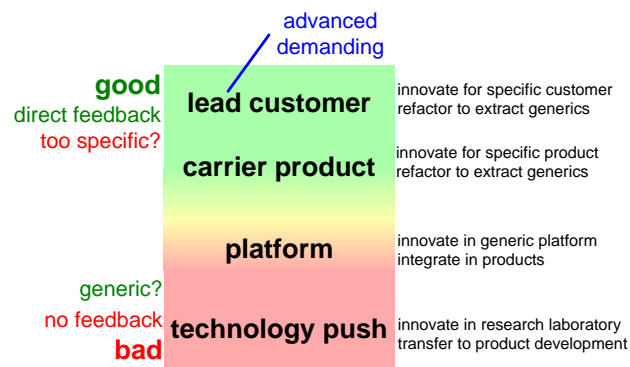 advanced
demanding
good
direct feedback
too specific?
lead customer
innovate for specific customer
refactor to extract generics
carrier product
innovate for specific product
refactor to extract generics
platform
innovate in generic platform
integrate in products
generic?
no feedback
bad
technology push
innovate in research laboratory
transfer to product development